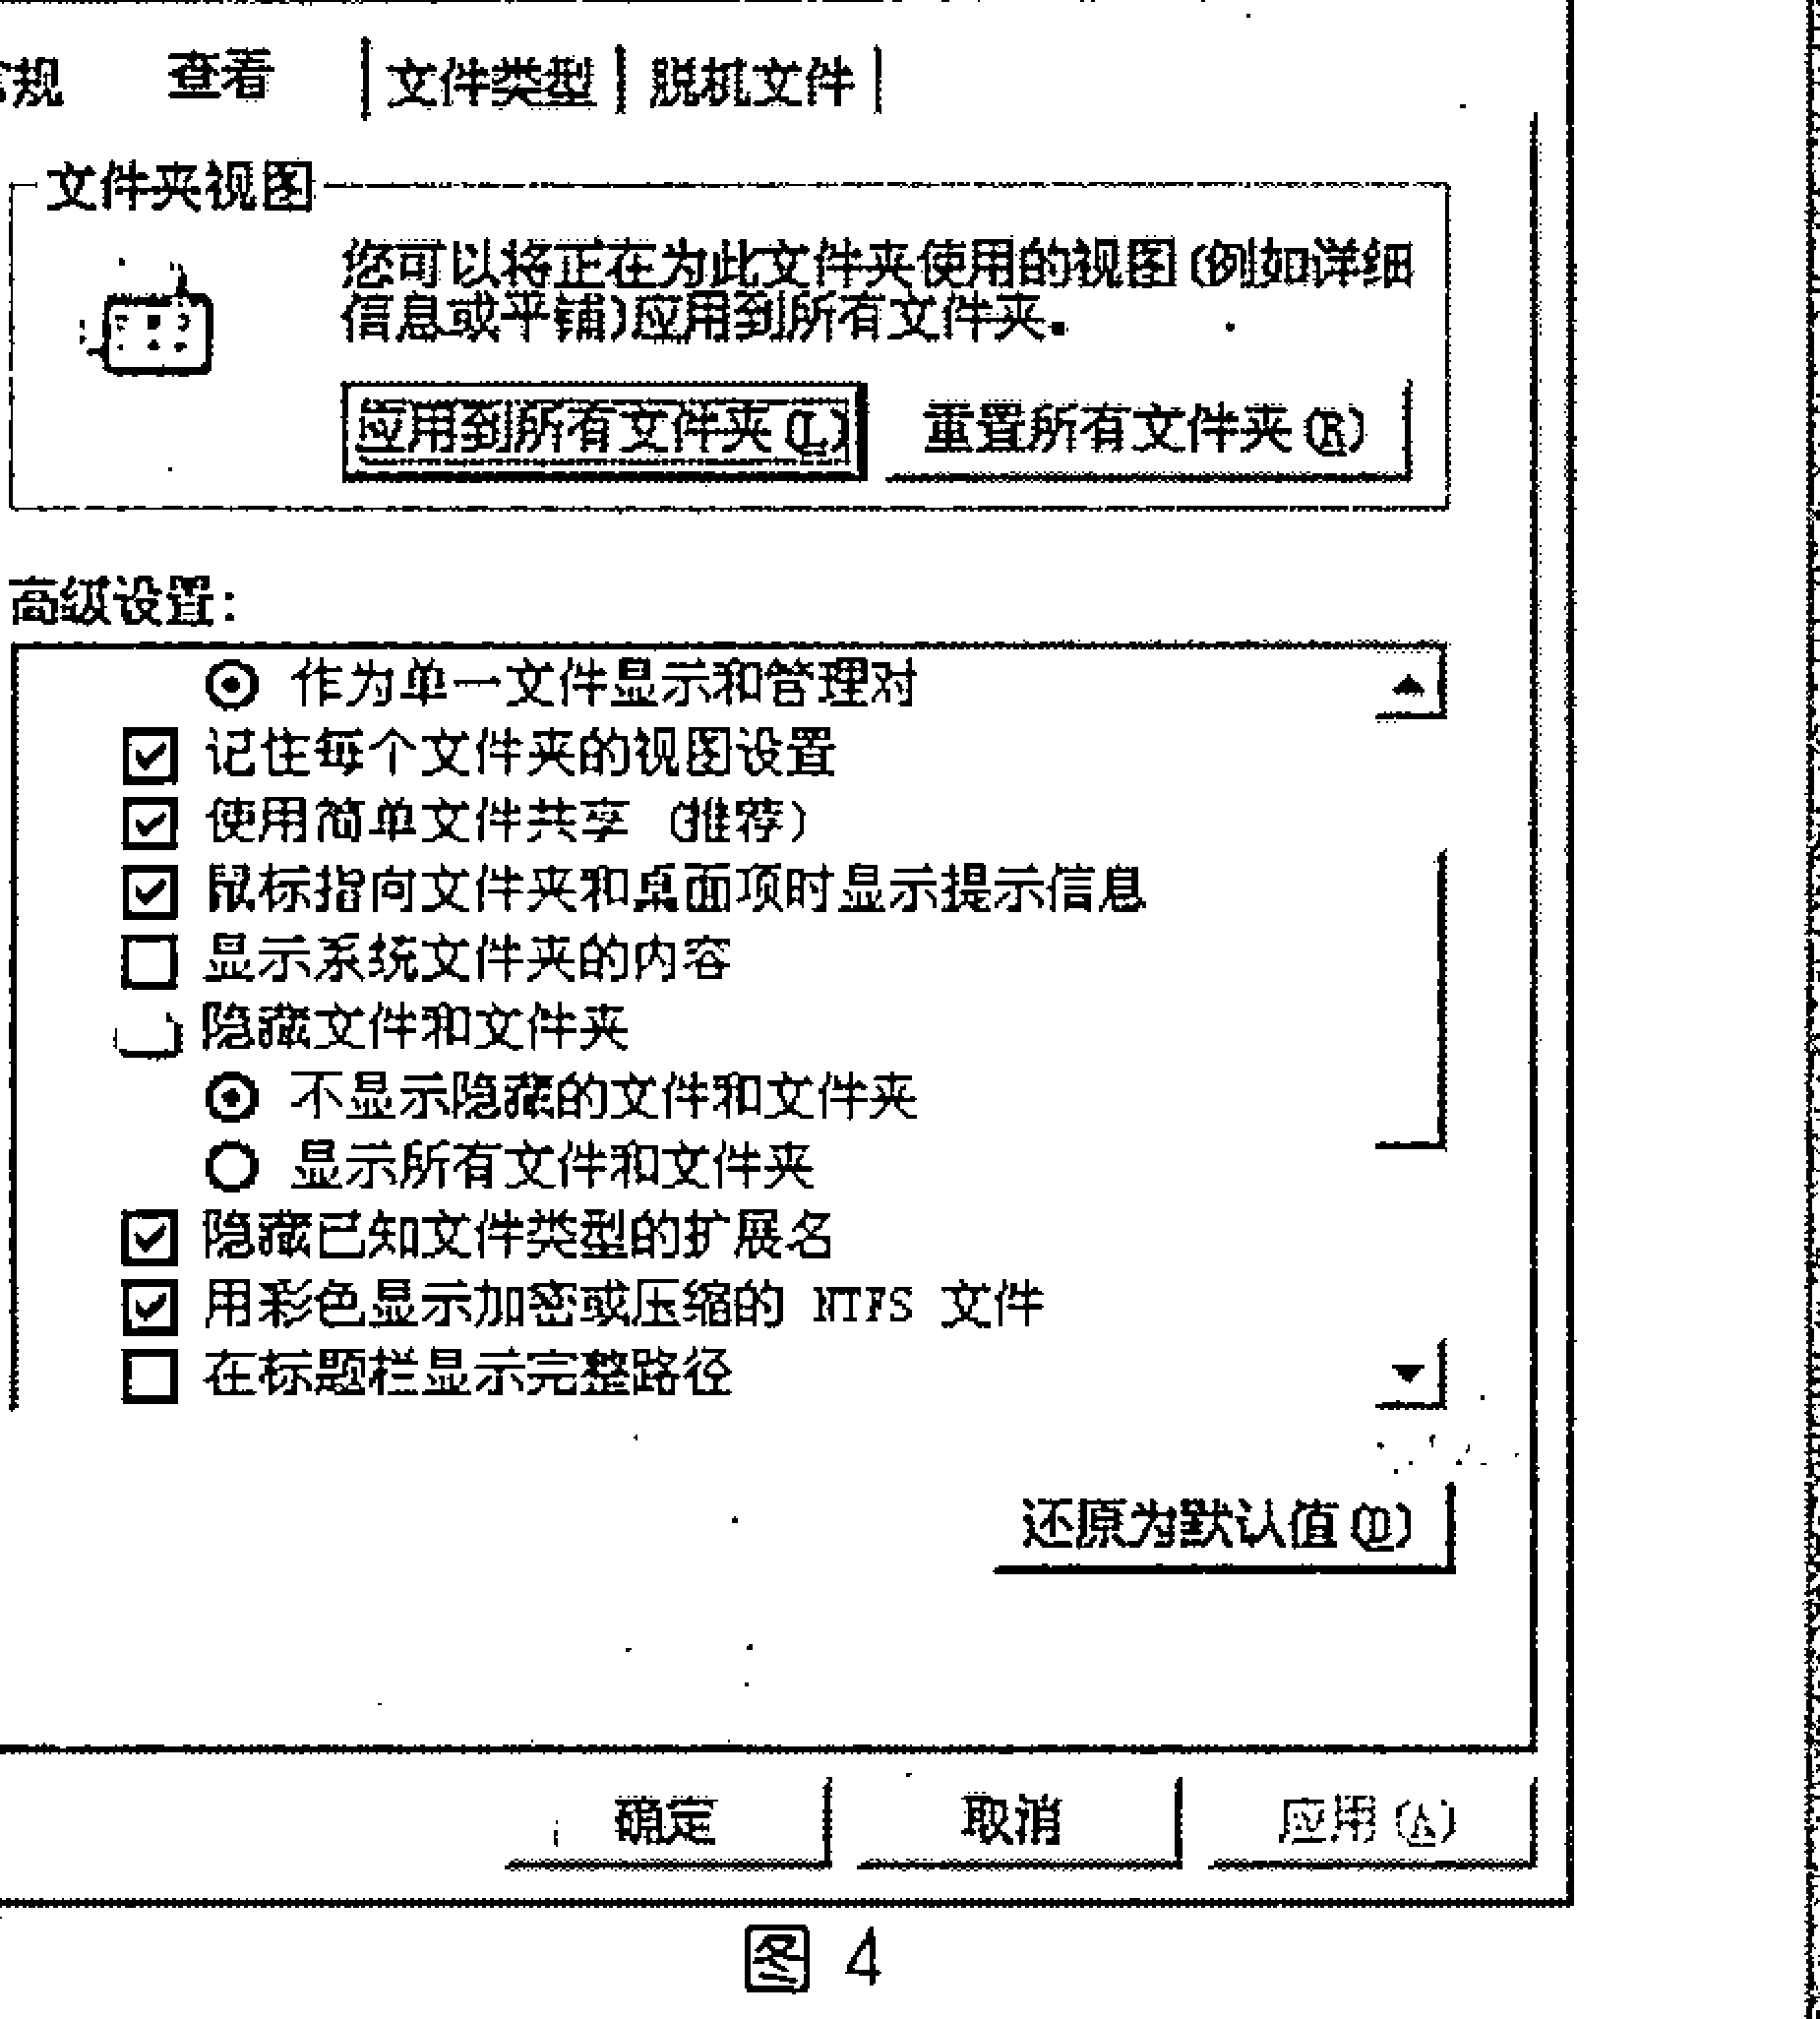 规 查看 文件类型 脱机文件
文件夹视图
您可以将正在为此文件夹使用的视图(例如详细
信息或平铺)应用到所有文件夹。
应用到所有文件夹(L) 重置所有文件夹(R)
高级设置:
作为单一文件显示和管理对
记住每个文件夹的视图设置
使用简单文件共享 (推荐)
鼠标指向文件夹和桌面项时显示提示信息
显示系统文件夹的内容
隐藏文件和文件夹
不显示隐藏的文件和文件夹
显示所有文件和文件夹
隐藏已知文件类型的扩展名
用彩色显示加密或压缩的 NTFS 文件
在标题栏显示完整路径
还原为默认值(D)
确定 取消 应用(A)
图 4